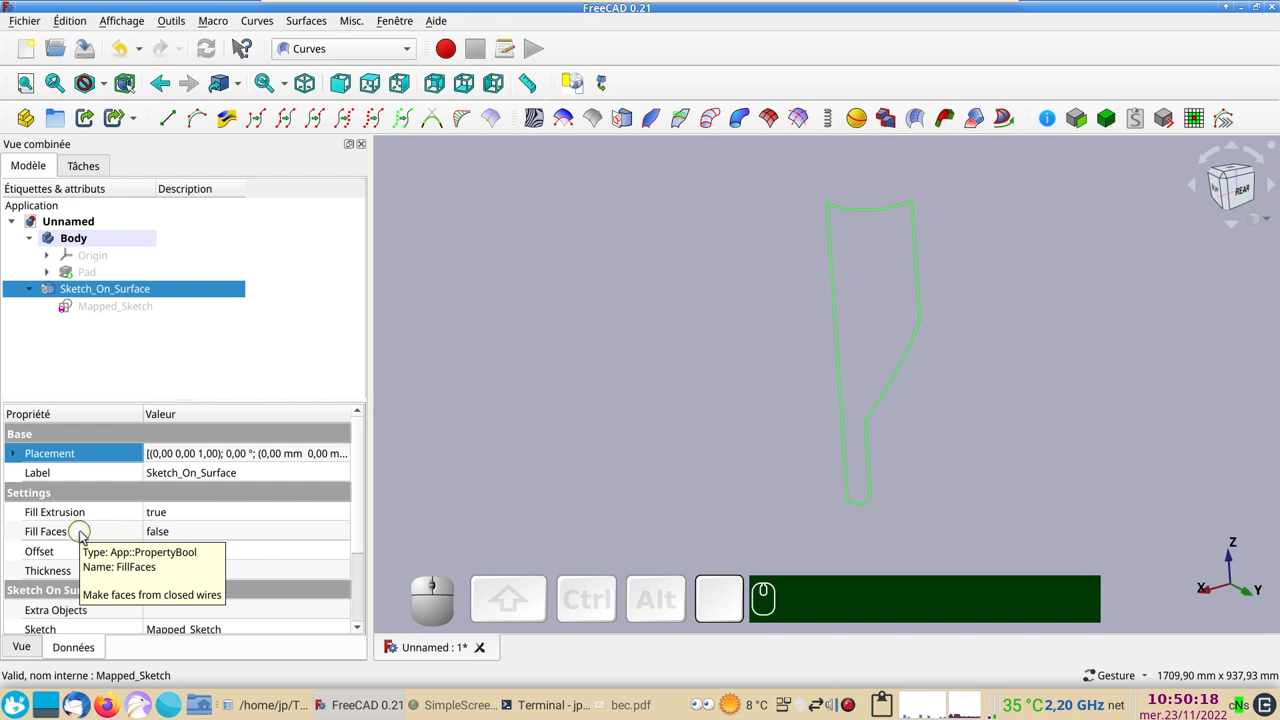 FreeCAD 0.21
Fichier Édition Affichage Outils Macro Curves Surfaces Misc. Fenêtre Aide
Curves
Vue combinée
Modèle Tâches
Étiquettes & attributs Description
Application
Unnamed
Body
Origin
Pad
Sketch_On_Surface
Mapped_Sketch
REAR
Propriété Valeur
Base
Placement [(0,00 0,00 1,00); 0,00 °; (0,00 mm 0,00 m...
Label Sketch_On_Surface
Settings
Fill Extrusion true
Fill Faces false
Offset
Type: App::PropertyBool
Name: FillFaces
Make faces from closed wires
Thickness
Sketch On Su
Extra Objects
Sketch Mapped_Sketch
Ctrl Alt
Z
X Y
Vue Données
Unnamed : 1*
Valid, nom interne : Mapped_Sketch
Gesture 1709,90 mm x 937,93 mm
/home/jp/T... FreeCAD 0.21 SimpleScree... Terminal - jp... bec.pdf
8°C
35°C 2,20 GHz net
10:50:18
mer.23/11/2022
cNs